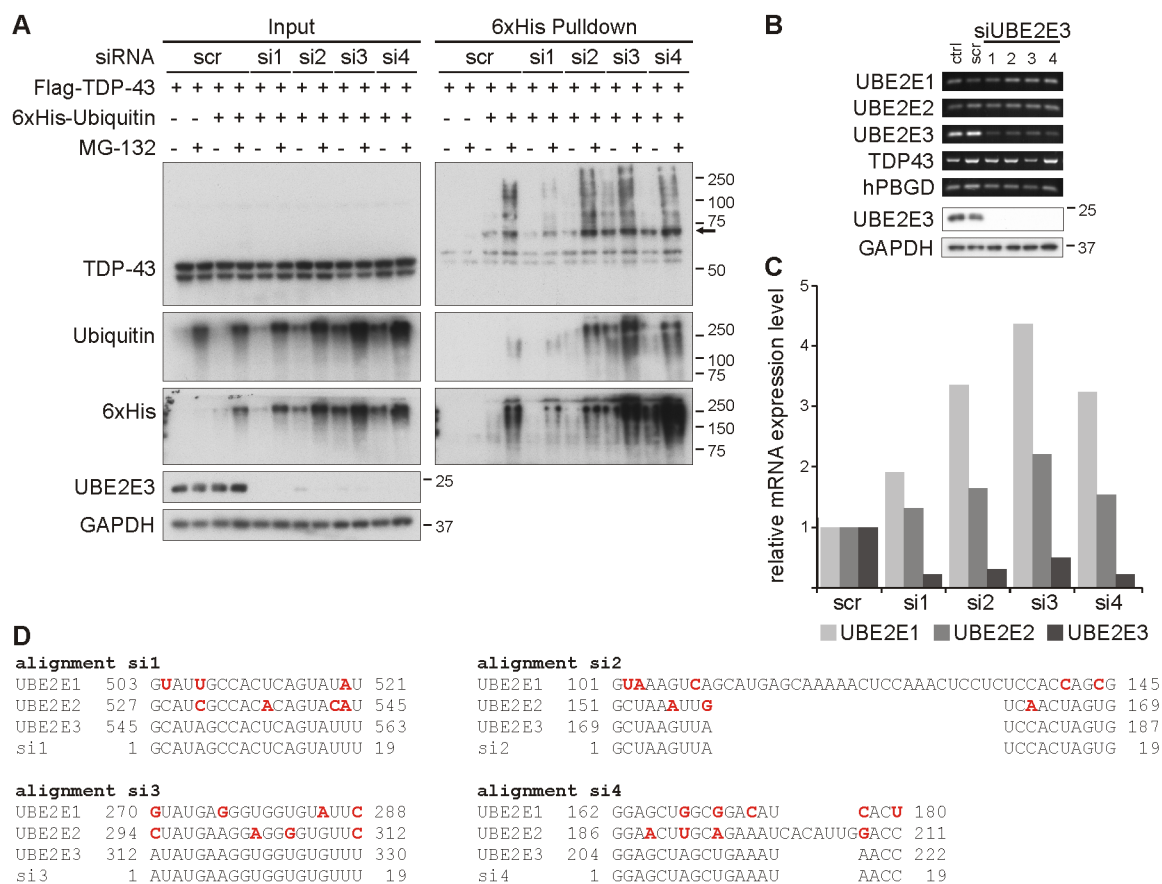 A
Input
6xHis Pulldown
siRNA scr si1 si2 si3 si4 scr si1 si2 si3 si4
Flag-TDP-43 + + + + + + + + + + + + + + + + + + + + + + + +
6xHis-Ubiquitin - - + + + + + + + + + + - - + + + + + + + + + +
MG-132 - + - + - + - + - + - + - + - + - + - + - + - +
TDP-43
250
100
75
50
Ubiquitin
250
100
75
6xHis
250
150
75
UBE2E3
25
GAPDH
37
B
siUBE2E3
ctrl scr 1 2 3 4
UBE2E1
UBE2E2
UBE2E3
TDP43
hPBGD
UBE2E3
25
GAPDH
37
C
relative mRNA expression level
5
4
3
2
1
scr si1 si2 si3 si4
UBE2E1 UBE2E2 UBE2E3
D
alignment si1
UBE2E1 503 GUAUUGCCACUCAGUAUAU 521
UBE2E2 527 GCAUCGCCACACAGUACAU 545
UBE2E3 545 GCAUAGCCACUCAGUAUUU 563
si1 1 GCAUAGCCACUCAGUAUUU 19
alignment si2
UBE2E1 101 GUAAAGUCAGCAUGAGCAAAAACUCCAAACUCCUCUCCACCAGCG 145
UBE2E2 151 GCUAAAUUG UCAACUAGUG 169
UBE2E3 169 GCUAAGUUA UCCACUAGUG 187
si2 1 GCUAAGUUA UCCACUAGUG 19
alignment si3
UBE2E1 270 GUAUGAGGGUGGUGUAUUC 288
UBE2E2 294 CUAUGAAGGAGGGGUGUUC 312
UBE2E3 312 AUAUGAAGGUGGUGUGUUU 330
si3 1 AUAUGAAGGUGGUGUGUUU 19
alignment si4
UBE2E1 162 GGAGCUGGCGGACAU CACU 180
UBE2E2 186 GGAACUUGCAGAAAUCACAUUGGACC 211
UBE2E3 204 GGAGCUAGCUGAAAU AACC 222
si4 1 GGAGCUAGCUGAAAU AACC 19